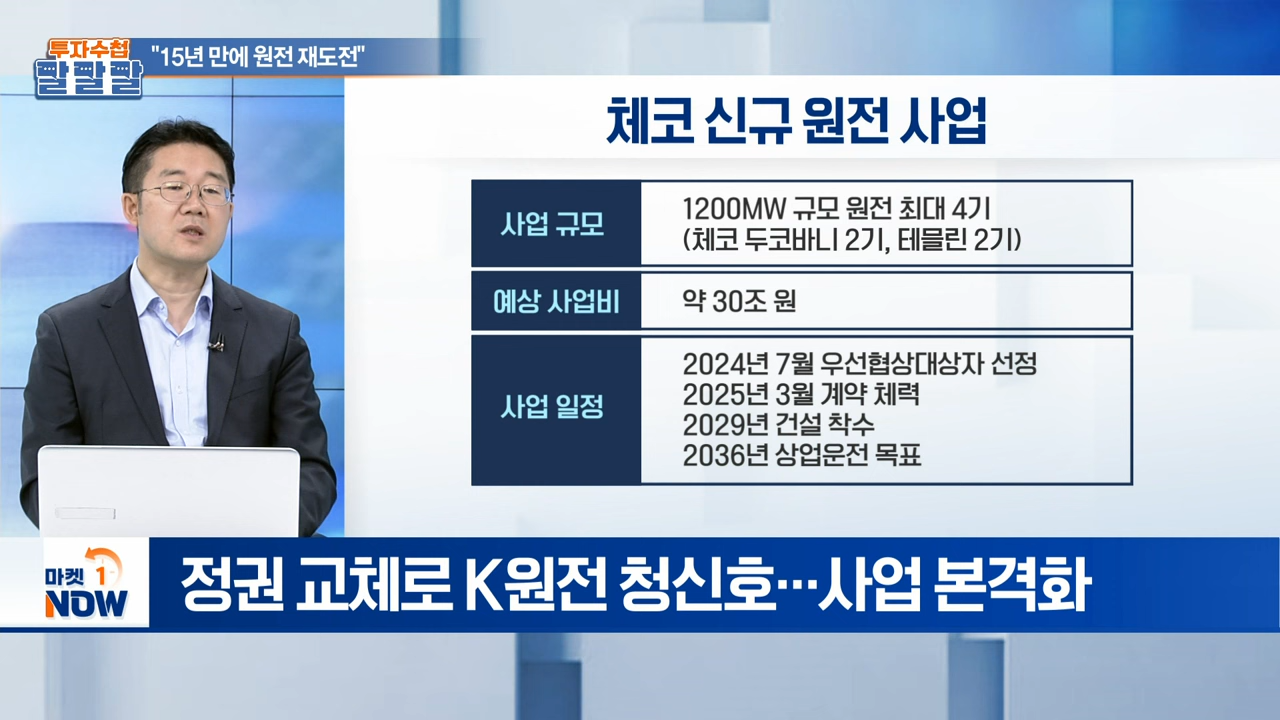 투자수첩
팔팔팔
"15년 만에 원전 재도전"
체코 신규 원전 사업
사업 규모
1200MW 규모 원전 최대 4기
(체코 두코바니 2기, 테믈린 2기)
예상 사업비
약 30조 원
사업 일정
2024년 7월 우선협상대상자 선정
2025년 3월 계약 체력
2029년 건설 착수
2036년 상업운전 목표
마켓 1
NOW
정권 교체로 K원전 청신호…사업 본격화